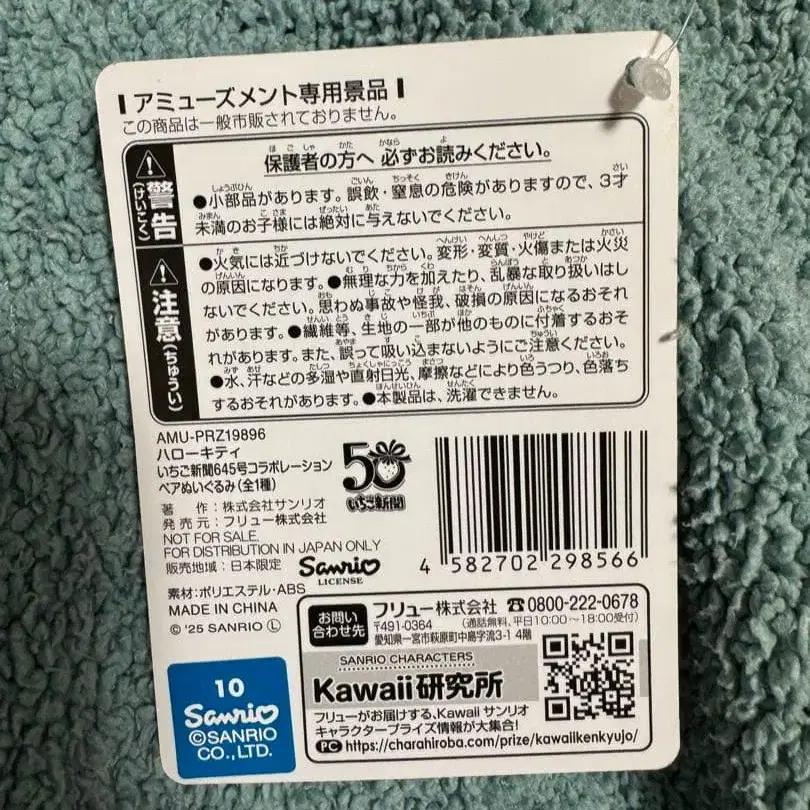 アミューズメント専用景品
この商品は一般市販されておりません。
警告(けいこく)
保護者の方へ 必ずお読みください。
●小部品があります。誤飲・窒息の危険がありますので、3才
未満のお子様には絶対に与えないでください。
注意(ちゅうい)
●火気には近づけないでください。変形・変質・火傷または火災
の原因になります。●無理な力を加えたり、乱暴な取り扱いはし
ないでください。思わぬ事故や怪我、破損の原因になるおそれ
があります。●繊維等、生地の一部が他のものに付着するおそ
れがあります。また、誤って吸い込まないようにご注意ください。
●水、汗などの多湿や直射日光、摩擦などにより色うつり、色落ち
するおそれがあります。●本製品は、洗濯できません。
AMU-PRZ19896
ハローキティ
いちご新聞645号コラボレーション
ベアぬいぐるみ(全1種)
50
いちご新聞
著 作:株式会社サンリオ
発 売 元:フリュー株式会社
NOT FOR SALE.
FOR DISTRIBUTION IN JAPAN ONLY
販売地域:日本限定
Sanrio
LICENSE
4 582702 298566
素材:ポリエステル・ABS
MADE IN CHINA
© '25 SANRIO Ⓛ
お問い
合わせ先
フリュー株式会社 ☎0800-222-0678
〒491-0364 (通話無料、平日10:00〜18:00受付)
愛知県一宮市萩原町中島字流3-1 4階
SANRIO CHARACTERS
Kawaii研究所
フリューがお届けする、Kawaii サンリオ
キャラクタープライズ情報が大集合!
PC https://charahiroba.com/prize/kawaiikenkyujo/
10
Sanrio
©SANRIO
CO.,LTD.